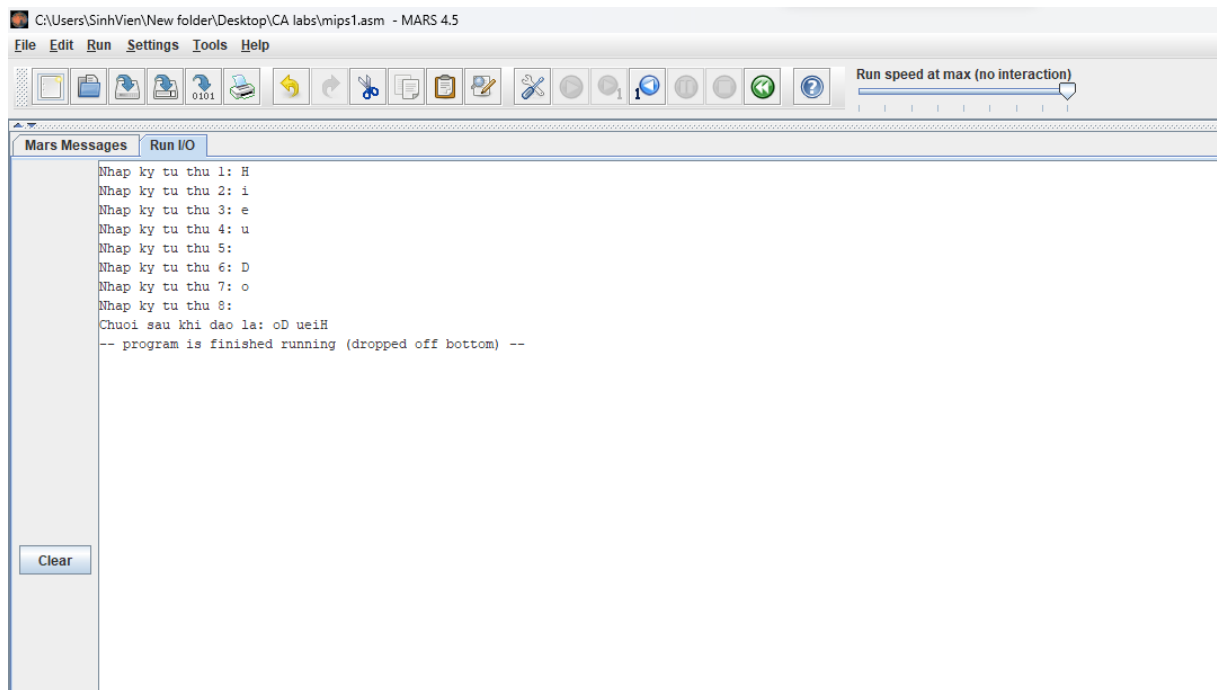 C:\Users\SinhVien\New folder\Desktop\CA labs\mips1.asm - MARS 4.5
File Edit Run Settings Tools Help
Run speed at max (no interaction)
Mars Messages Run I/O
Nhap ky tu thu 1: H
Nhap ky tu thu 2: i
Nhap ky tu thu 3: e
Nhap ky tu thu 4: u
Nhap ky tu thu 5:
Nhap ky tu thu 6: D
Nhap ky tu thu 7: o
Nhap ky tu thu 8:
Chuoi sau khi dao la: oD ueiH
-- program is finished running (dropped off bottom) --
Clear